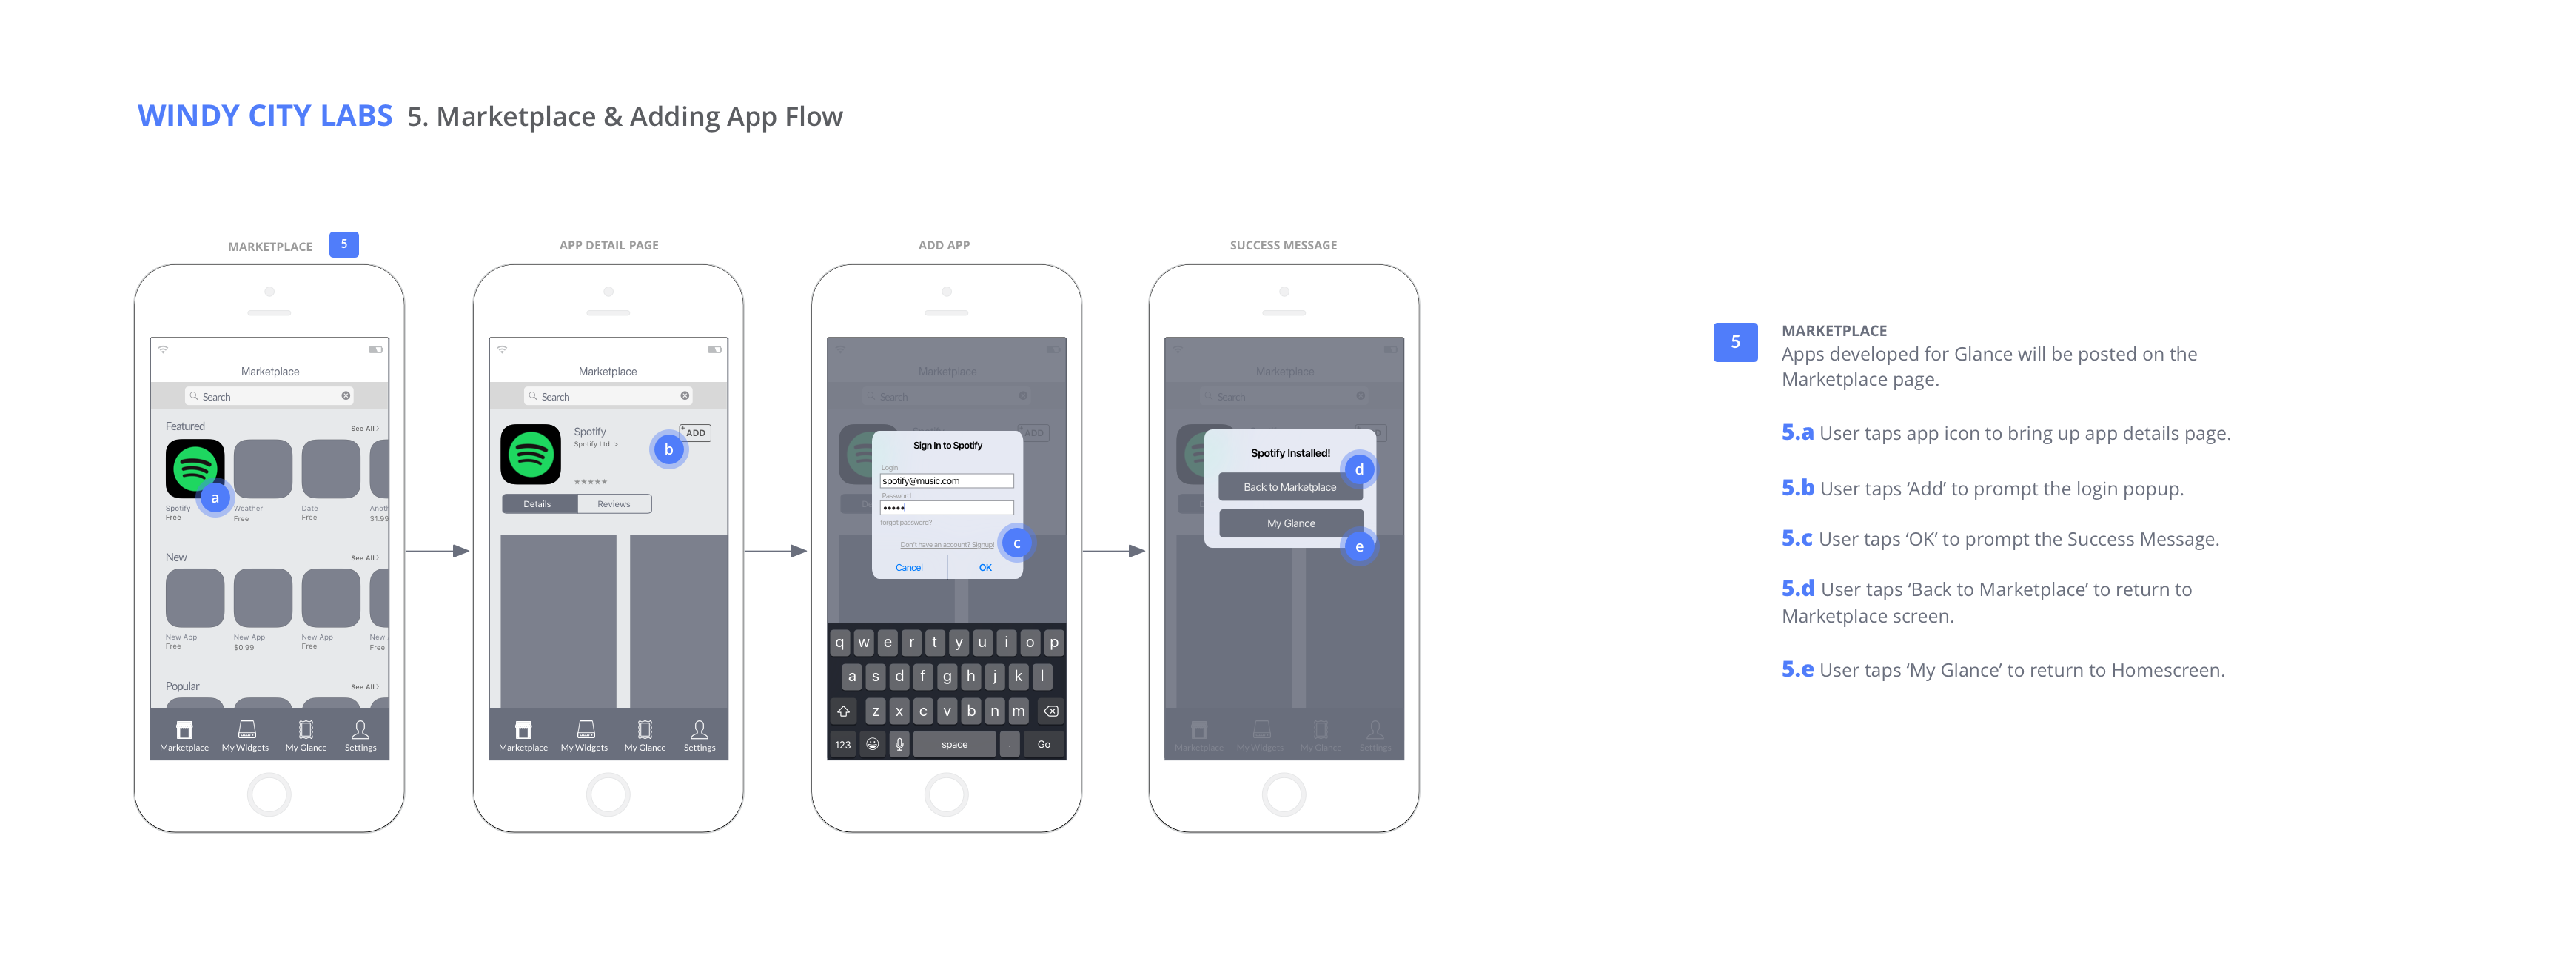 WINDY CITY LABS 5. Marketplace & Adding App Flow
MARKETPLACE 5
Marketplace
Search
Featured See All >
Spotify Weather Date Anoth
Free Free Free $1.99
New See All >
New App New App New App New
Free $0.99 Free Free
Popular See All >
Marketplace My Widgets My Glance Settings
a
APP DETAIL PAGE
Marketplace
Search
Spotify
+ ADD
Spotify Ltd. >
b
★★★★★
Details Reviews
Marketplace My Widgets My Glance Settings
ADD APP
Marketplace
Search
ADD
Sign In to Spotify
Login
spotify@music.com
Password
•••••
forgot password?
Don't have an account? Signup!
c
Cancel OK
q w e r t y u i o p
a s d f g h j k l
z x c v b n m
123 space . Go
SUCCESS MESSAGE
Marketplace
Search
Spotify Installed!
d
Back to Marketplace
My Glance
e
Marketplace My Widgets My Glance Settings
5
MARKETPLACE
Apps developed for Glance will be posted on the
Marketplace page.
5.a User taps app icon to bring up app details page.
5.b User taps ‘Add’ to prompt the login popup.
5.c User taps ‘OK’ to prompt the Success Message.
5.d User taps ‘Back to Marketplace’ to return to
Marketplace screen.
5.e User taps ‘My Glance’ to return to Homescreen.